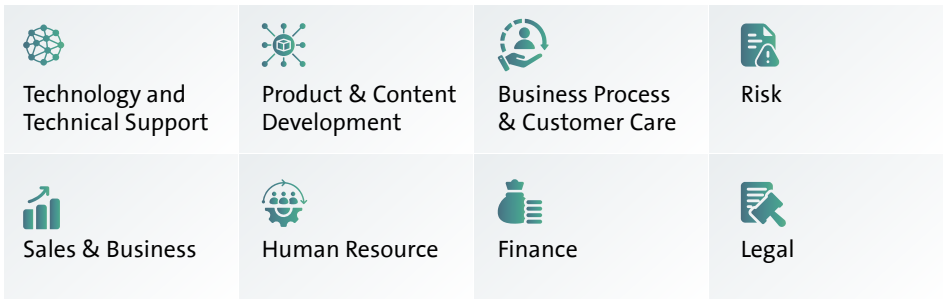 Technology and
Technical Support
Product & Content
Development
Business Process
& Customer Care
Risk
Sales & Business
Human Resource
Finance
Legal